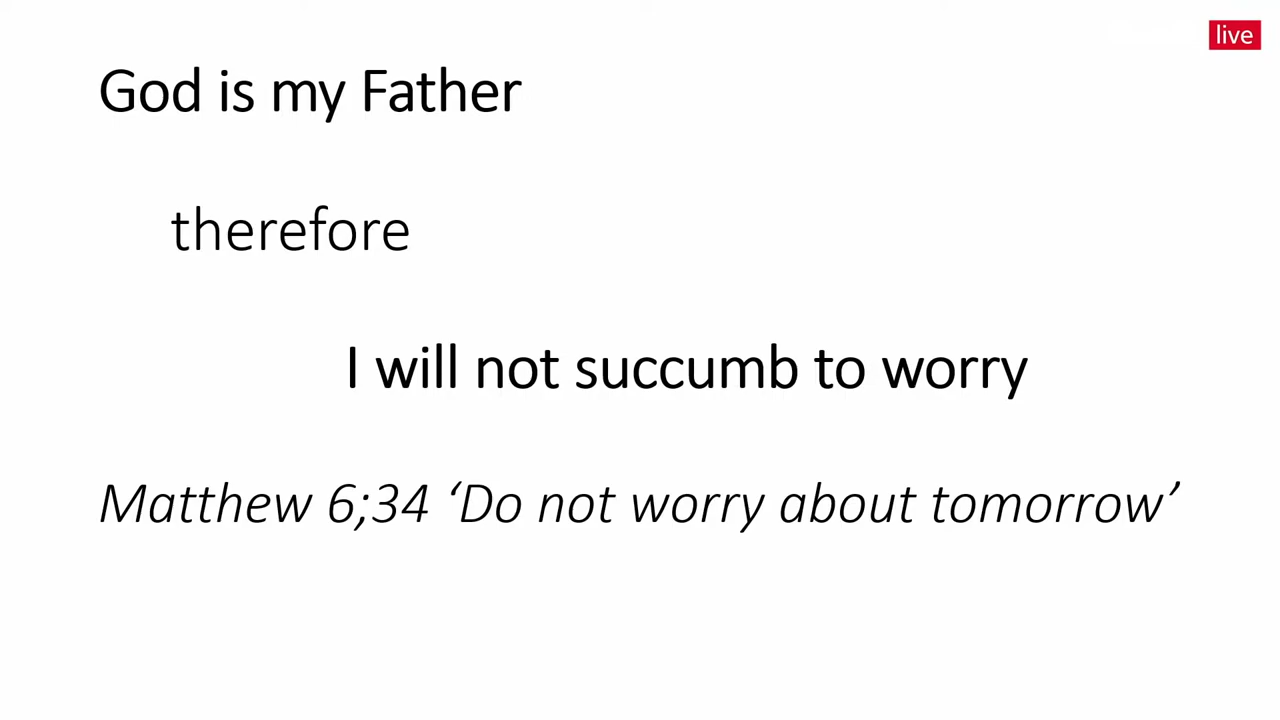 live
God is my Father
therefore
I will not succumb to worry
Matthew 6;34 ‘Do not worry about tomorrow’